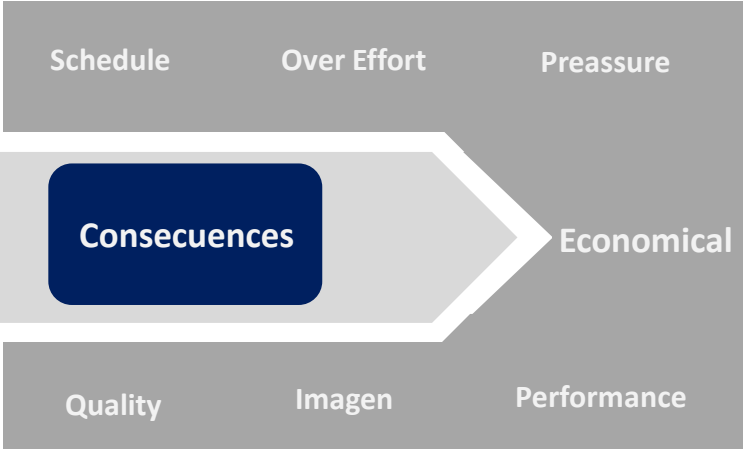 Schedule
Over Effort
Preassure
Consecuences
Economical
Quality
Imagen
Performance